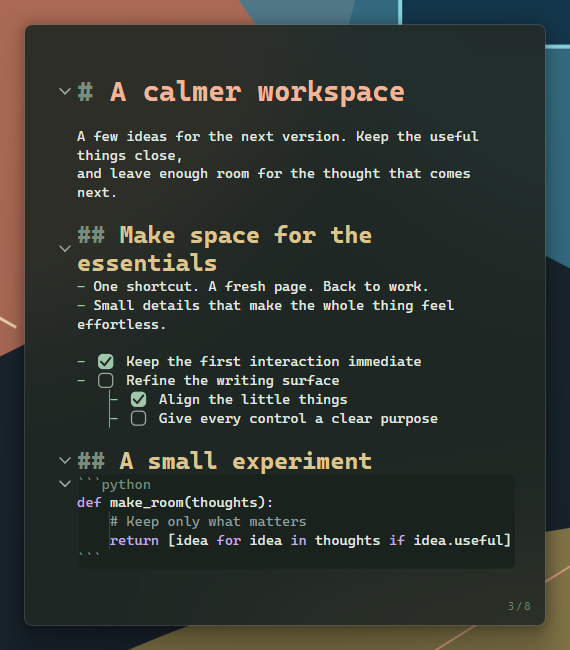 # A calmer workspace
A few ideas for the next version. Keep the useful
things close,
and leave enough room for the thought that comes
next.
## Make space for the
essentials
– One shortcut. A fresh page. Back to work.
– Small details that make the whole thing feel
effortless.
– Keep the first interaction immediate
– Refine the writing surface
– Align the little things
– Give every control a clear purpose
## A small experiment
```python
def make_room(thoughts):
    # Keep only what matters
    return [idea for idea in thoughts if idea.useful]
```
3/8